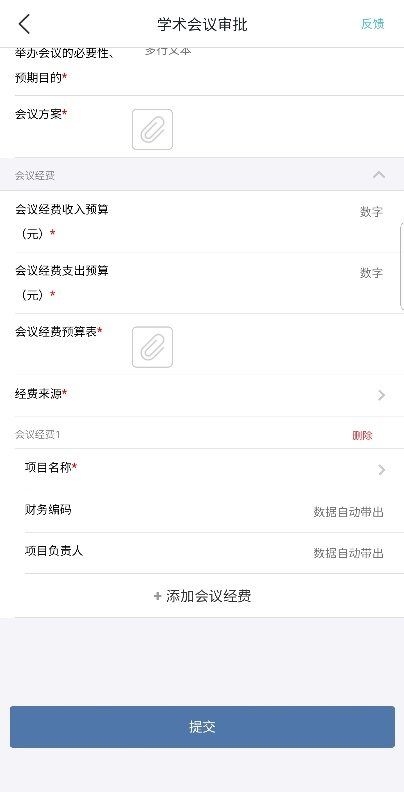 学术会议审批
反馈
举办会议的必要性、
多行文本
预期目的*
会议方案*
会议经费
会议经费收入预算
（元）*
数字
会议经费支出预算
（元）*
数字
会议经费预算表*
经费来源*
会议经费1
删除
项目名称*
财务编码
数据自动带出
项目负责人
数据自动带出
+ 添加会议经费
提交